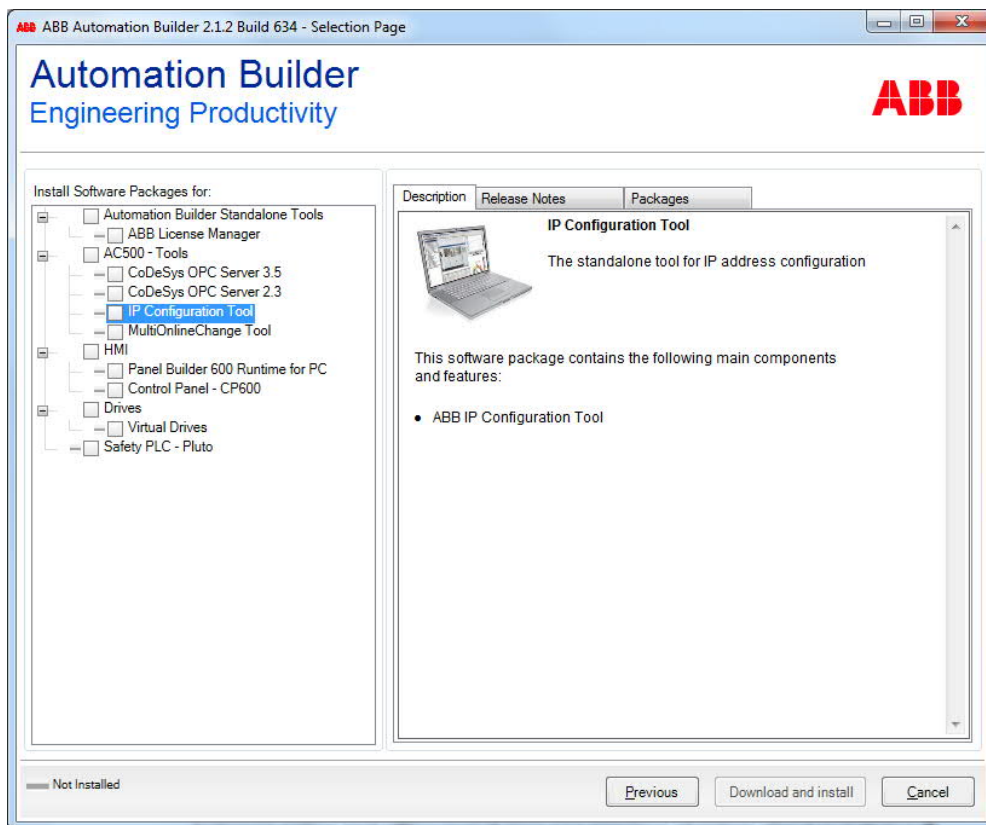 ABB ABB Automation Builder 2.1.2 Build 634 - Selection Page
Automation Builder
Engineering Productivity
ABB
Install Software Packages for:
Automation Builder Standalone Tools
ABB License Manager
AC500 - Tools
CoDeSys OPC Server 3.5
CoDeSys OPC Server 2.3
IP Configuration Tool
MultiOnlineChange Tool
HMI
Panel Builder 600 Runtime for PC
Control Panel - CP600
Drives
Virtual Drives
Safety PLC - Pluto
Description Release Notes Packages
IP Configuration Tool
The standalone tool for IP address configuration
This software package contains the following main components
and features:
• ABB IP Configuration Tool
Not Installed
Previous Download and install Cancel